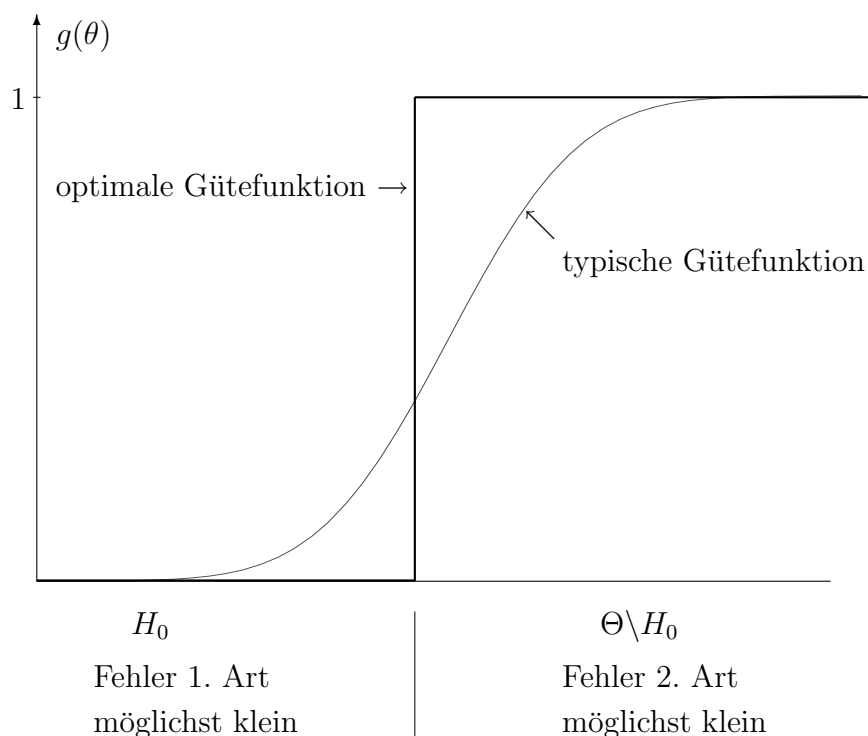 g(θ)
1
optimale Gütefunktion →
typische Gütefunktion
H₀
Θ\H₀
Fehler 1. Art
möglichst klein
Fehler 2. Art
möglichst klein